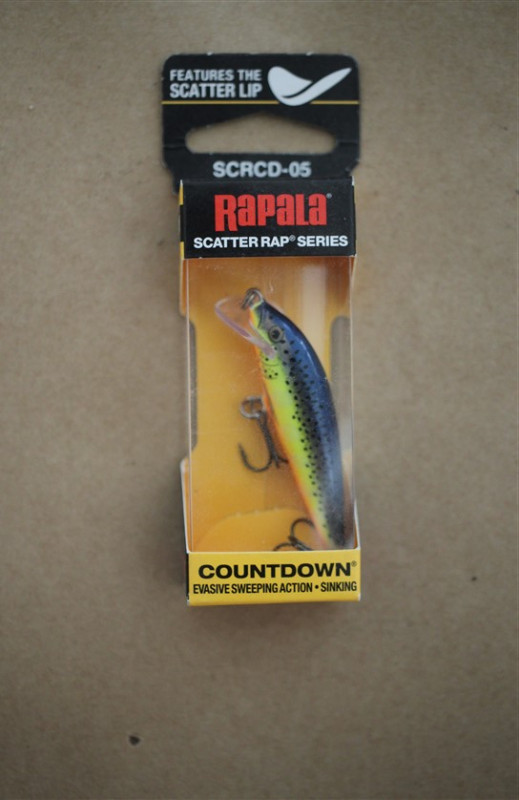 FEATURES THE
SCATTER LIP
SCRCD-05
Rapala®
SCATTER RAP® SERIES
COUNTDOWN®
EVASIVE SWEEPING ACTION • SINKING